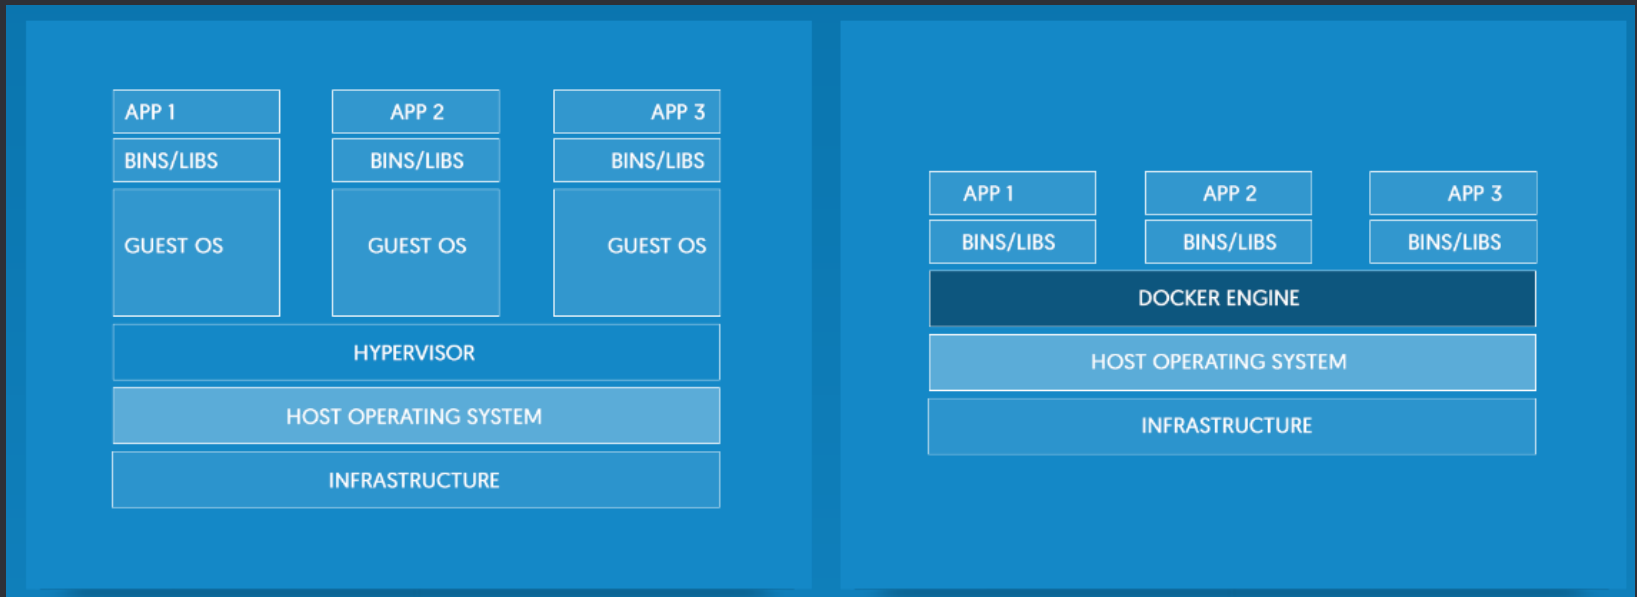 APP 1
APP 2
APP 3
BINS/LIBS
BINS/LIBS
BINS/LIBS
GUEST OS
GUEST OS
GUEST OS
HYPERVISOR
HOST OPERATING SYSTEM
INFRASTRUCTURE
APP 1
APP 2
APP 3
BINS/LIBS
BINS/LIBS
BINS/LIBS
DOCKER ENGINE
HOST OPERATING SYSTEM
INFRASTRUCTURE